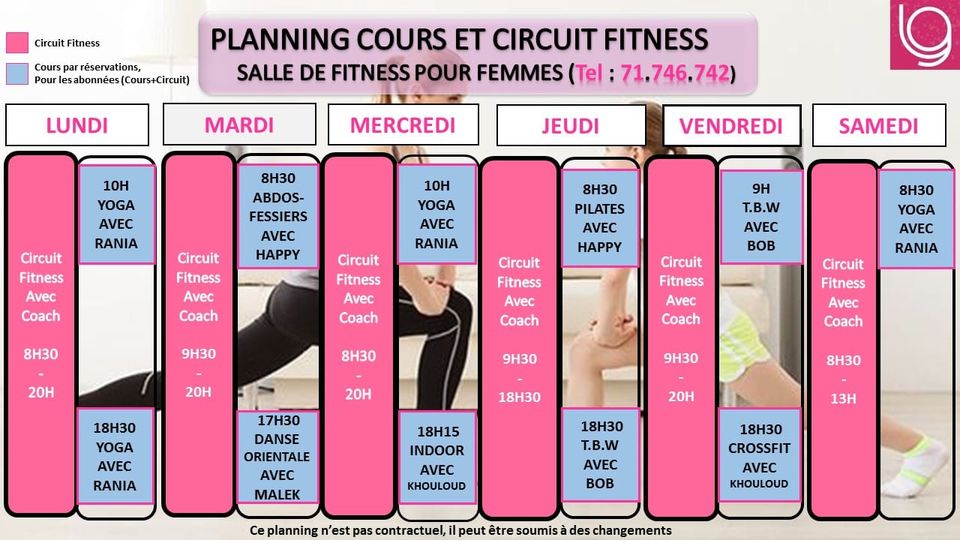 PLANNING COURS ET CIRCUIT FITNESS
SALLE DE FITNESS POUR FEMMES (Tel : 71.746.742)
Circuit Fitness
Cours par réservations,
Pour les abonnées (Cours+Circuit)
LUNDI
MARDI
MERCREDI
JEUDI
VENDREDI
SAMEDI
Circuit
Fitness
Avec
Coach
8H30
-
20H
10H
YOGA
AVEC
RANIA
18H30
YOGA
AVEC
RANIA
Circuit
Fitness
Avec
Coach
9H30
-
20H
8H30
ABDOS-
FESSIERS
AVEC
HAPPY
17H30
DANSE
ORIENTALE
AVEC
MALEK
Circuit
Fitness
Avec
Coach
8H30
-
20H
10H
YOGA
AVEC
RANIA
18H15
INDOOR
AVEC
KHOULOUD
Circuit
Fitness
Avec
Coach
9H30
-
18H30
8H30
PILATES
AVEC
HAPPY
18H30
T.B.W
AVEC
BOB
Circuit
Fitness
Avec
Coach
9H30
-
20H
9H
T.B.W
AVEC
BOB
18H30
CROSSFIT
AVEC
KHOULOUD
Circuit
Fitness
Avec
Coach
8H30
-
13H
8H30
YOGA
AVEC
RANIA
Ce planning n'est pas contractuel, il peut être soumis à des changements